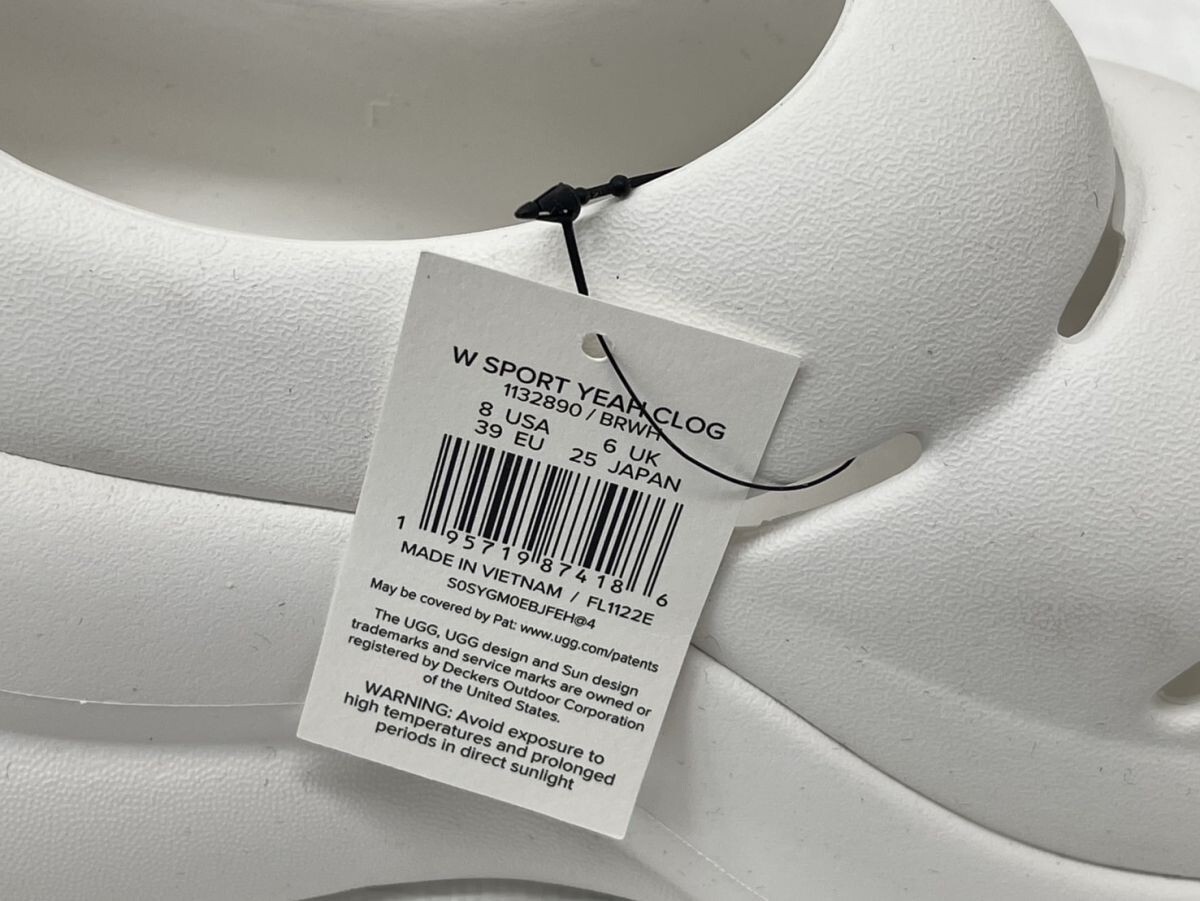 W SPORT YEAH CLOG
1132890 / BRWH
8 USA 6 UK
39 EU 25 JAPAN
1 95719 87418 6
MADE IN VIETNAM / FL1122E
S0SYGM0EBJFEH@4
May be covered by Pat: www.ugg.com/patents
The UGG, UGG design and Sun design
trademarks and service marks are owned or
registered by Deckers Outdoor Corporation
of the United States.
WARNING: Avoid exposure to
high temperatures and prolonged
periods in direct sunlight